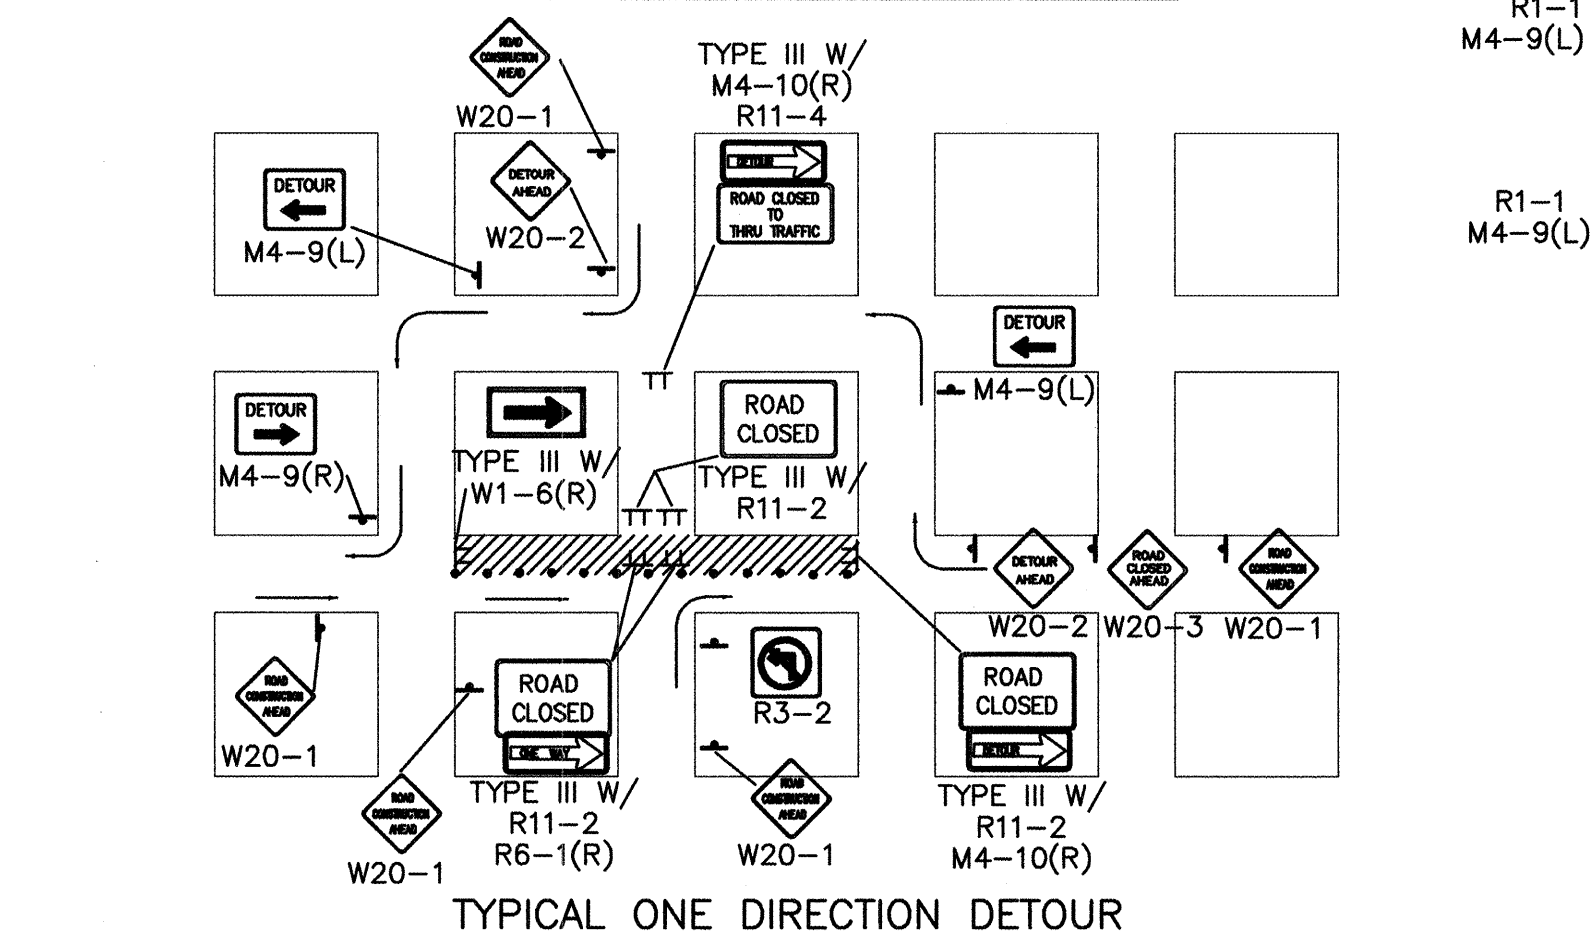 R1-1
M4-9(L)
ROAD
CONSTRUCTION
AHEAD
W20-1
TYPE III W/
M4-10(R)
R11-4
DETOUR
ROAD CLOSED
TO
THRU TRAFFIC
DETOUR
AHEAD
W20-2
DETOUR
M4-9(L)
R1-1
M4-9(L)
DETOUR
M4-9(L)
DETOUR
M4-9(R)
TYPE III W/
W1-6(R)
ROAD
CLOSED
TYPE III W/
R11-2
DETOUR
AHEAD
W20-2
ROAD
CLOSED
AHEAD
W20-3
ROAD
CONSTRUCTION
AHEAD
W20-1
ROAD
CONSTRUCTION
AHEAD
W20-1
ROAD
CONSTRUCTION
AHEAD
W20-1
ROAD
CLOSED
ONE WAY
TYPE III W/
R11-2
R6-1(R)
R3-2
ROAD
CONSTRUCTION
AHEAD
W20-1
ROAD
CLOSED
DETOUR
TYPE III W/
R11-2
M4-10(R)
TYPICAL ONE DIRECTION DETOUR